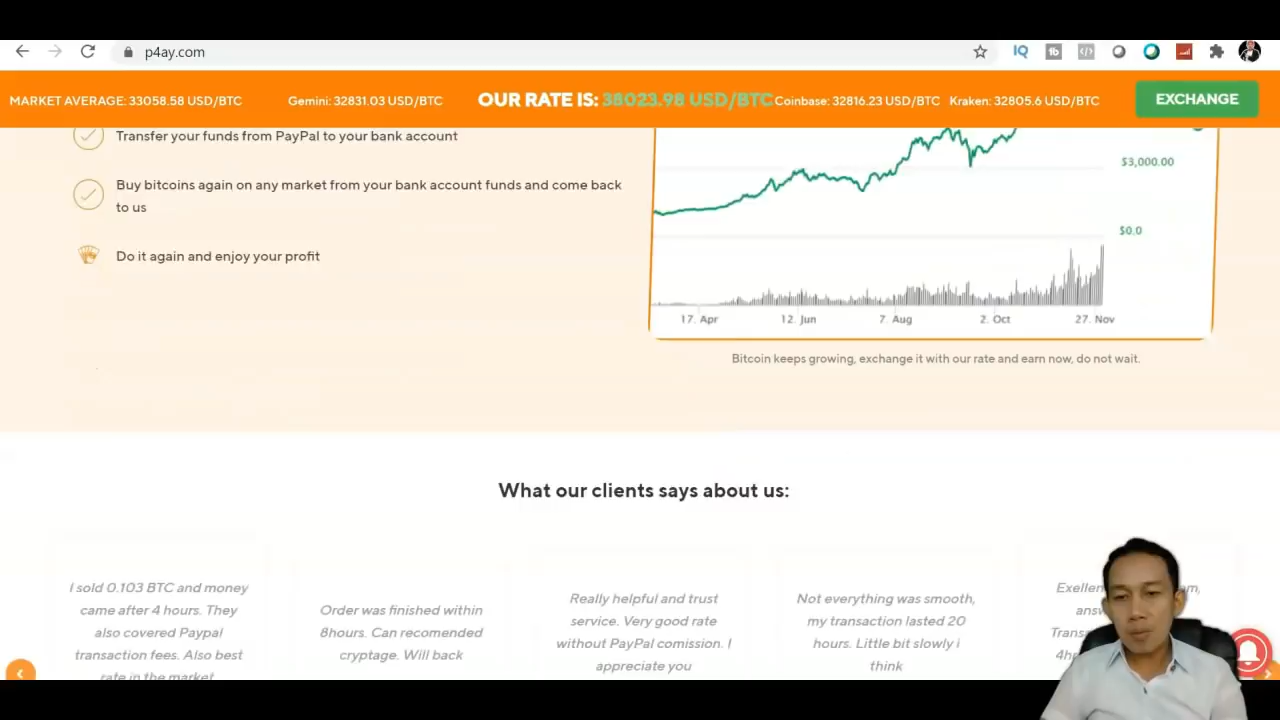 p4ay.com
IQ
MARKET AVERAGE: 33058.58 USD/BTC
Gemini: 32831.03 USD/BTC
OUR RATE IS: 38023.98 USD/BTC
Coinbase: 32816.23 USD/BTC
Kraken: 32805.6 USD/BTC
EXCHANGE
Transfer your funds from PayPal to your bank account
Buy bitcoins again on any market from your bank account funds and come back
to us
Do it again and enjoy your profit
$3,000.00
$0.0
17. Apr
12. Jun
7. Aug
2. Oct
27. Nov
Bitcoin keeps growing, exchange it with our rate and earn now, do not wait.
What our clients says about us:
I sold 0.103 BTC and money
came after 4 hours. They
also covered Paypal
transaction fees. Also best
rate in the market
Order was finished within
8hours. Can recomended
cryptage. Will back
Really helpful and trust
service. Very good rate
without PayPal comission. I
appreciate you
Not everything was smooth,
my transaction lasted 20
hours. Little bit slowly i
think